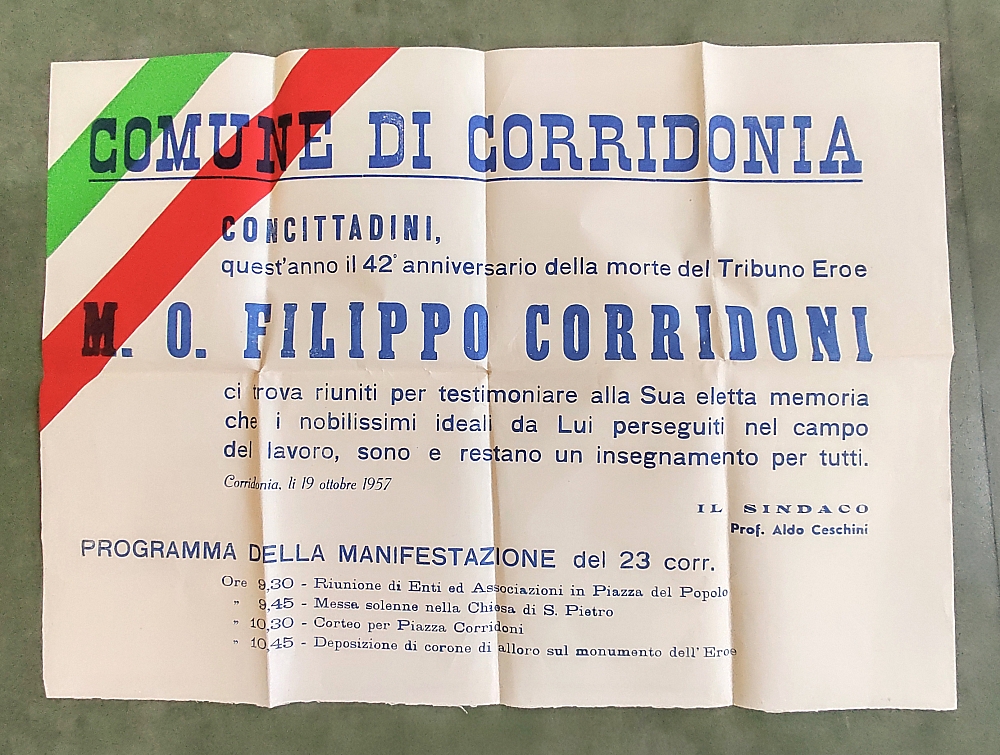 COMUNE DI CORRIDONIA
CONCITTADINI,
quest'anno il 42° anniversario della morte del Tribuno Eroe
M. O. FILIPPO CORRIDONI
ci trova riuniti per testimoniare alla Sua eletta memoria
che i nobilissimi ideali da Lui perseguiti nel campo
del lavoro, sono e restano un insegnamento per tutti.
Corridonia, li 19 ottobre 1957
IL SINDACO
Prof. Aldo Ceschini
PROGRAMMA DELLA MANIFESTAZIONE del 23 corr.
Ore 9,30 - Riunione di Enti ed Associazioni in Piazza del Popolo
" 9,45 - Messa solenne nella Chiesa di S. Pietro
" 10,30 - Corteo per Piazza Corridoni
" 10,45 - Deposizione di corone di alloro sul monumento dell'Eroe